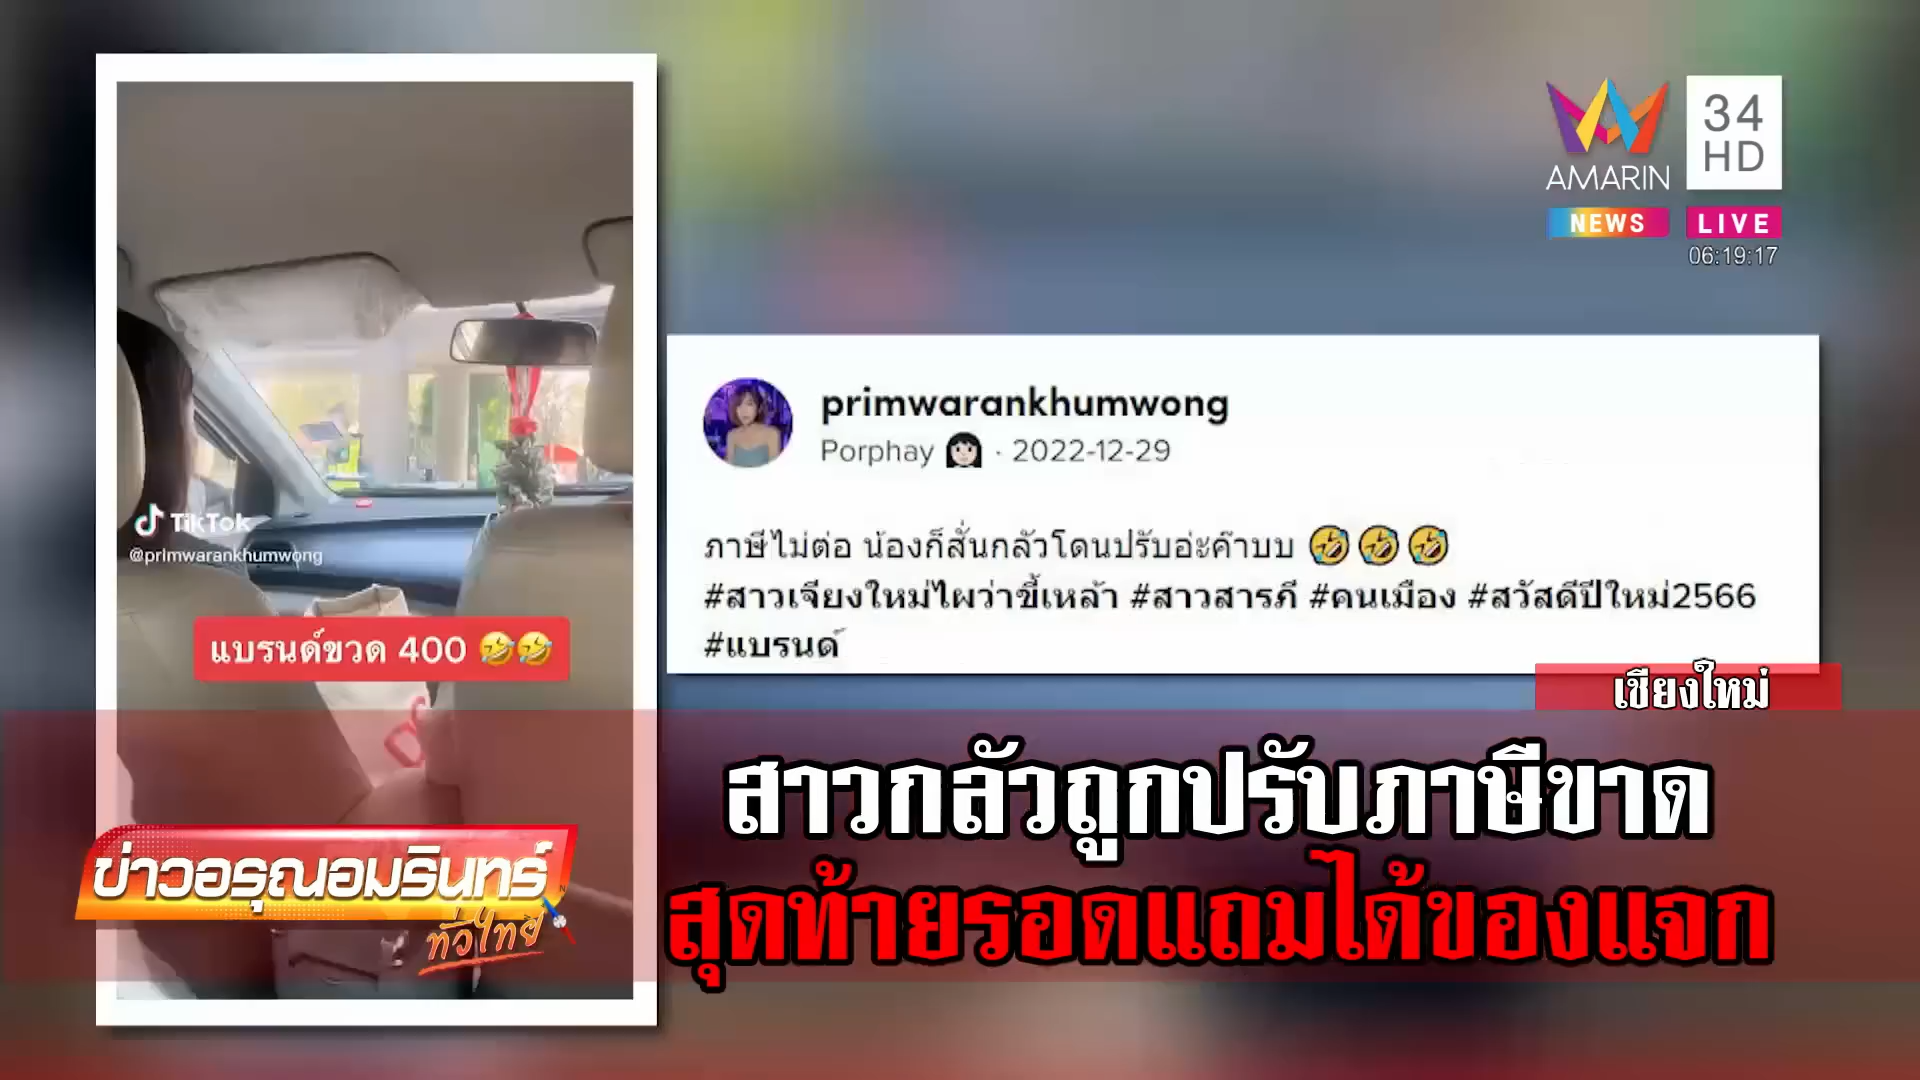 AMARIN
34
HD
NEWS
LIVE
06:19:17
primwarankhumwong
Porphay · 2022-12-29
ภาษีไม่ต่อ น้องก็สั่นกลัวโดนปรับอ่ะค๊าบบ 🤣🤣🤣
#สาวเจียงใหม่ไผว่าขี้เหล้า #สาวสารภี #คนเมือง #สวัสดีปีใหม่2566
#แบรนด์
TikTok
@primwarankhumwong
แบรนด์ขวด 400 🤣🤣
เชียงใหม่
สาวกลัวถูกปรับภาษีขาด
สุดท้ายรอดแถมได้ของแจก
ข่าวอรุณอมรินทร์
ทั่วไทย